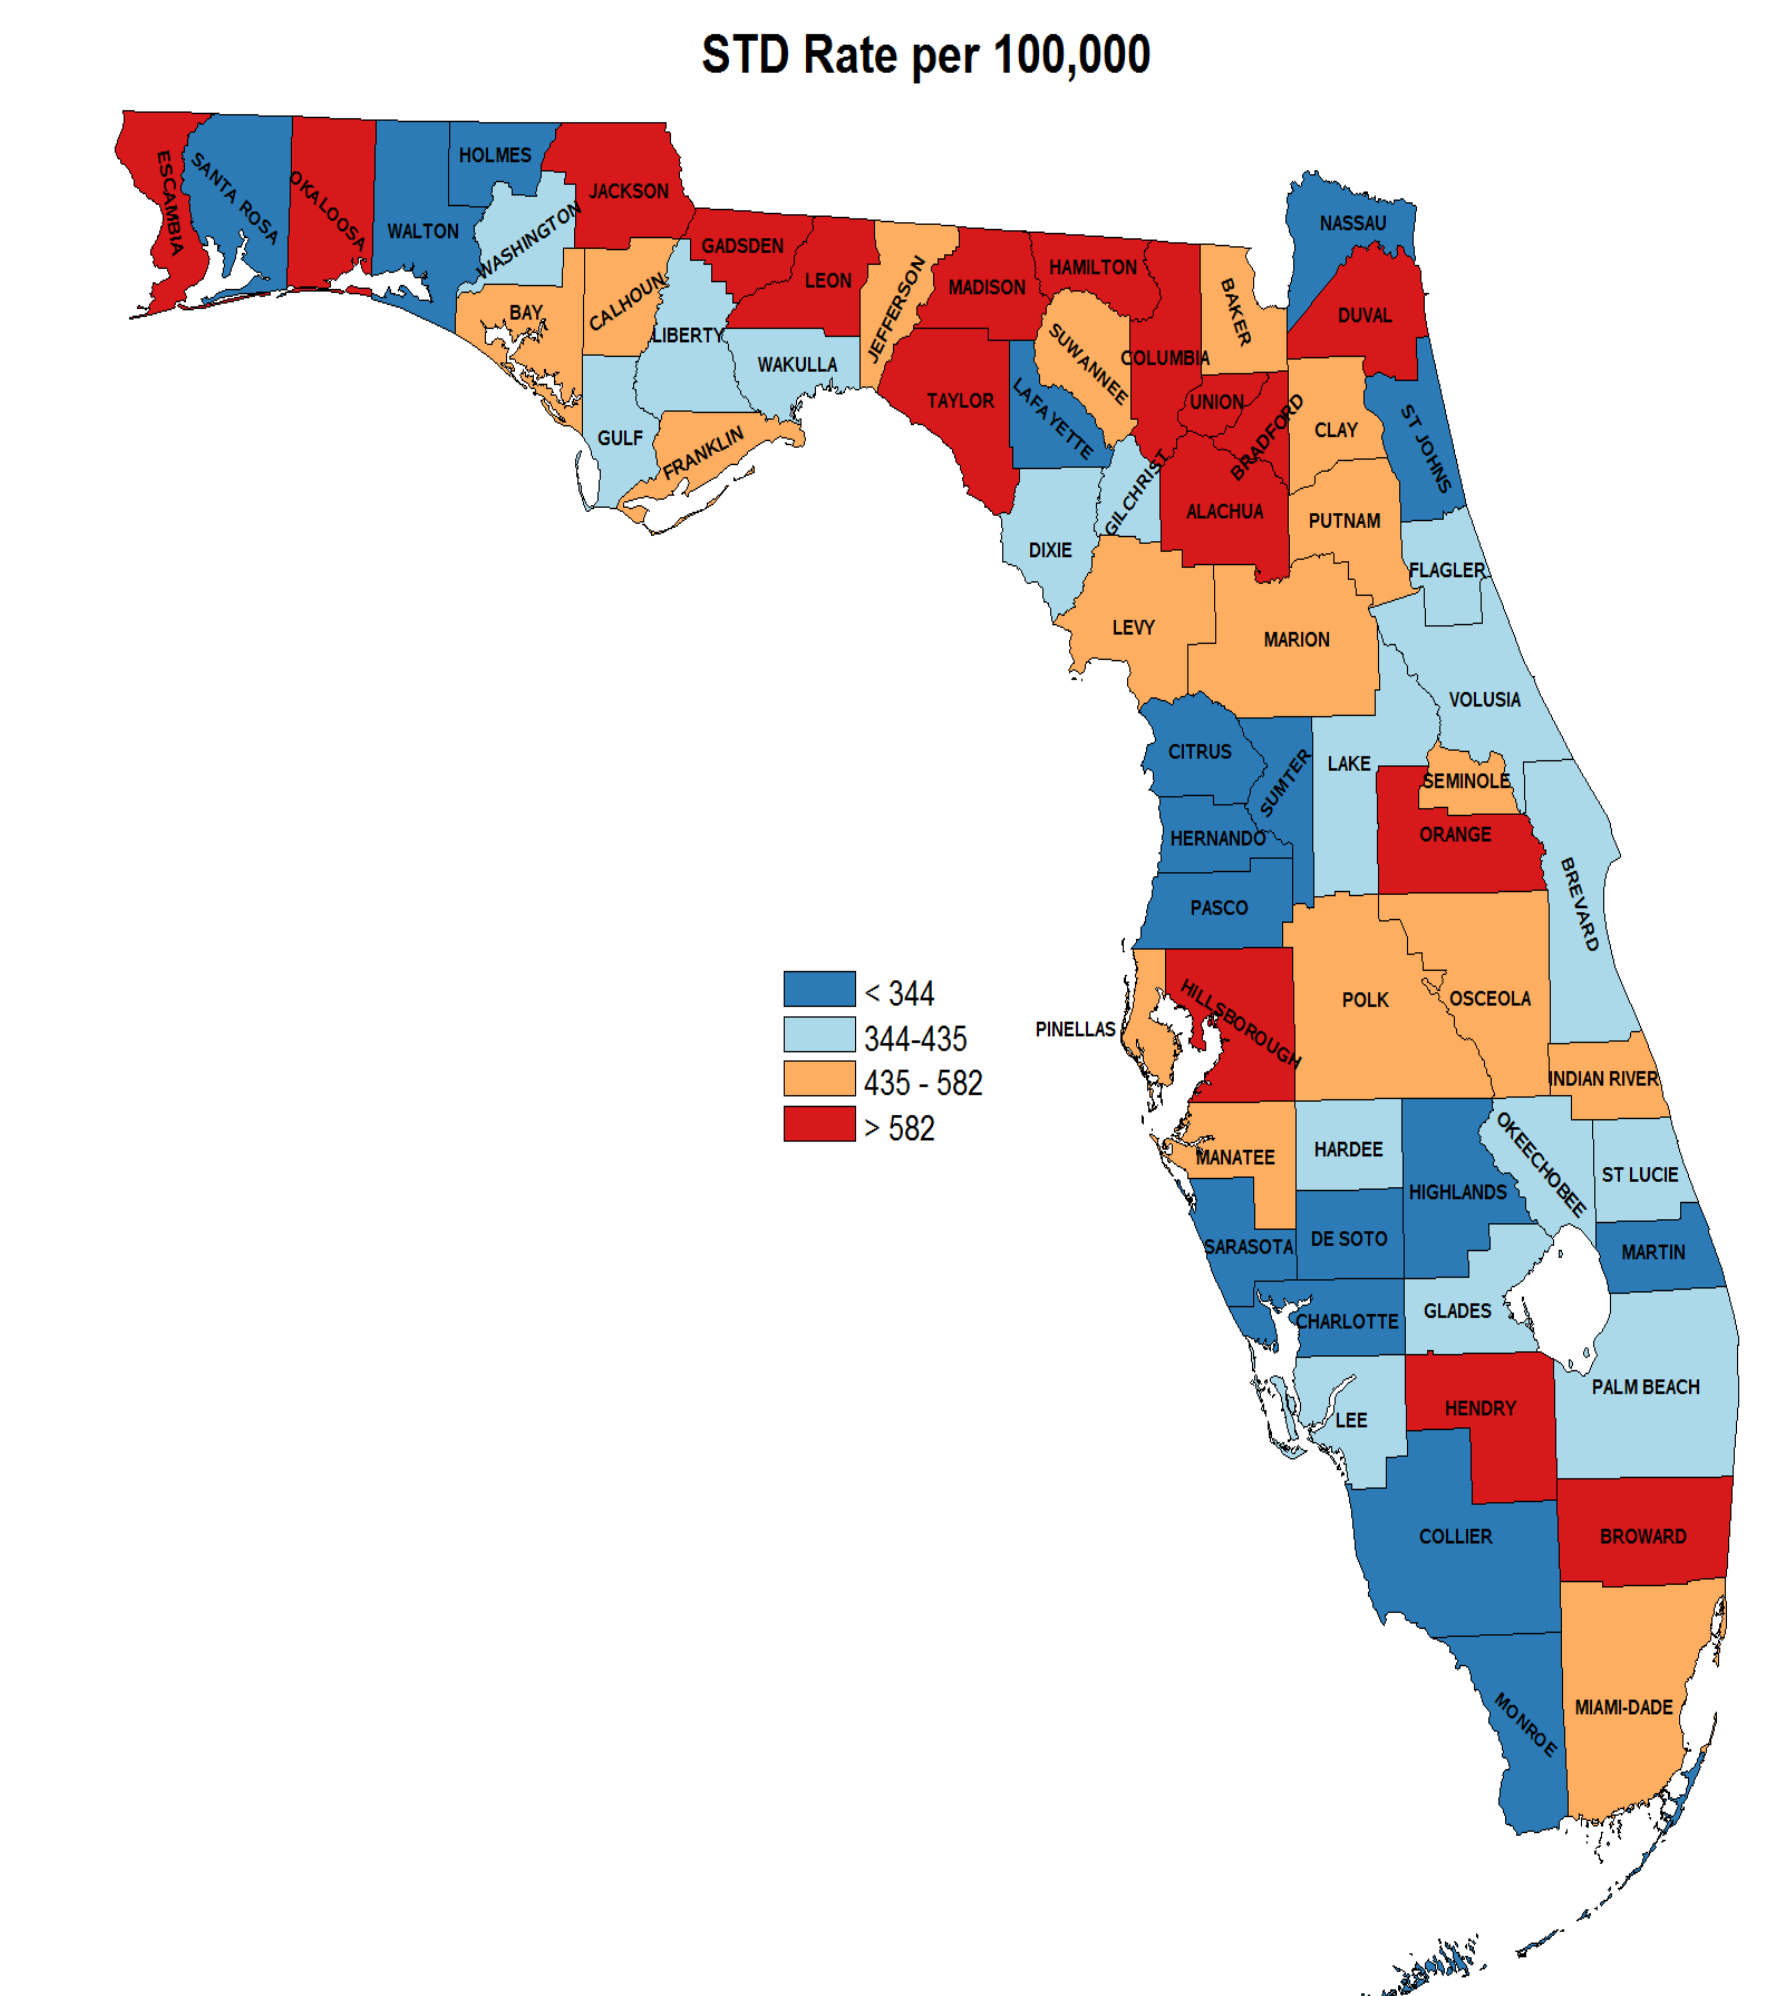 STD Rate per 100,000
ESCAMBIA
SANTA ROSA
OKALOOSA
WALTON
HOLMES
WASHINGTON
JACKSON
BAY
CALHOUN
GULF
LIBERTY
GADSDEN
LEON
WAKULLA
FRANKLIN
JEFFERSON
MADISON
TAYLOR
HAMILTON
SUWANNEE
LAFAYETTE
COLUMBIA
BAKER
NASSAU
DUVAL
UNION
BRADFORD
CLAY
ST JOHNS
GILCHRIST
ALACHUA
PUTNAM
DIXIE
FLAGLER
LEVY
MARION
VOLUSIA
CITRUS
SUMTER
LAKE
SEMINOLE
HERNANDO
ORANGE
BREVARD
PASCO
PINELLAS
HILLSBOROUGH
POLK
OSCEOLA
INDIAN RIVER
MANATEE
HARDEE
HIGHLANDS
OKEECHOBEE
ST LUCIE
SARASOTA
DE SOTO
MARTIN
CHARLOTTE
GLADES
LEE
HENDRY
PALM BEACH
COLLIER
BROWARD
MONROE
MIAMI-DADE
< 344
344-435
435 - 582
> 582